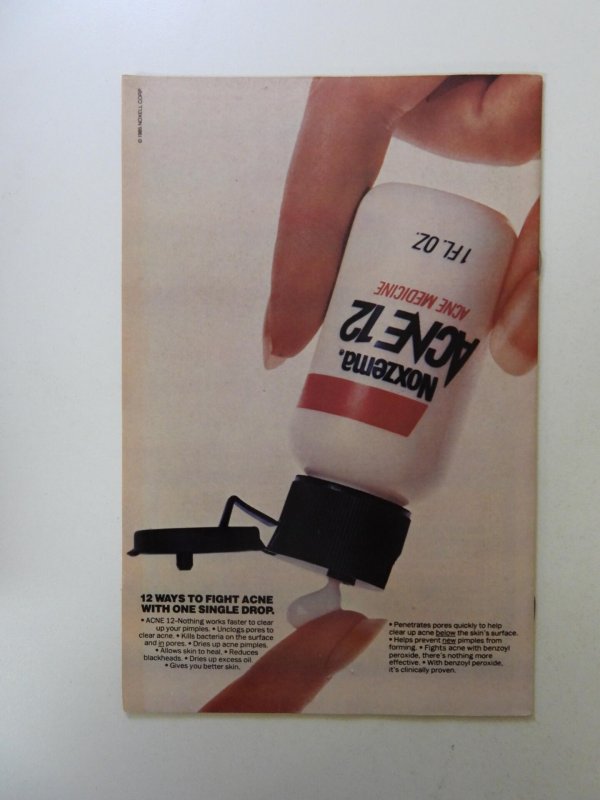 © 1985 NOXELL CORP
1 FL. OZ.
ACNE MEDICINE
ACNE 12
Noxzema.
12 WAYS TO FIGHT ACNE
WITH ONE SINGLE DROP.
• ACNE 12-Nothing works faster to clear
up your pimples. • Unclogs pores to
clear acne. • Kills bacteria on the surface
and in pores. • Dries up acne pimples.
• Allows skin to heal. • Reduces
blackheads. • Dries up excess oil.
• Gives you better skin.
• Penetrates pores quickly to help
clear up acne below the skin's surface.
• Helps prevent new pimples from
forming. • Fights acne with benzoyl
peroxide, there's nothing more
effective. • With benzoyl peroxide,
it's clinically proven.